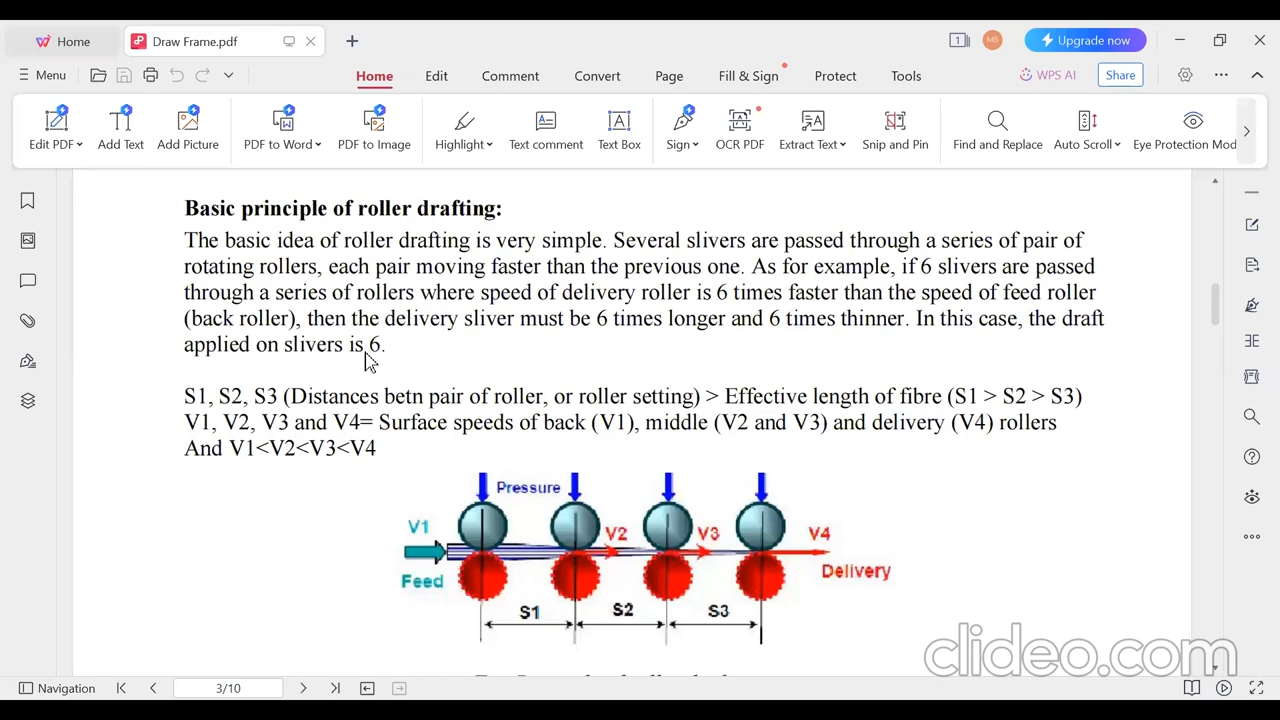 Home
Draw Frame.pdf
1
MS
Upgrade now
Menu
Home
Edit
Comment
Convert
Page
Fill & Sign
Protect
Tools
WPS AI
Share
Edit PDF
Add Text
Add Picture
PDF to Word
PDF to Image
Highlight
Text comment
Text Box
Sign
OCR PDF
Extract Text
Snip and Pin
Find and Replace
Auto Scroll
Eye Protection Mod
Basic principle of roller drafting:
The basic idea of roller drafting is very simple. Several slivers are passed through a series of pair of
rotating rollers, each pair moving faster than the previous one. As for example, if 6 slivers are passed
through a series of rollers where speed of delivery roller is 6 times faster than the speed of feed roller
(back roller), then the delivery sliver must be 6 times longer and 6 times thinner. In this case, the draft
applied on slivers is 6.
S1, S2, S3 (Distances betn pair of roller, or roller setting) > Effective length of fibre (S1 > S2 > S3)
V1, V2, V3 and V4= Surface speeds of back (V1), middle (V2 and V3) and delivery (V4) rollers
And V1<V2<V3<V4
Pressure
V1
V2
V3
V4
Feed
Delivery
S1
S2
S3
clideo.com
Navigation
3/10